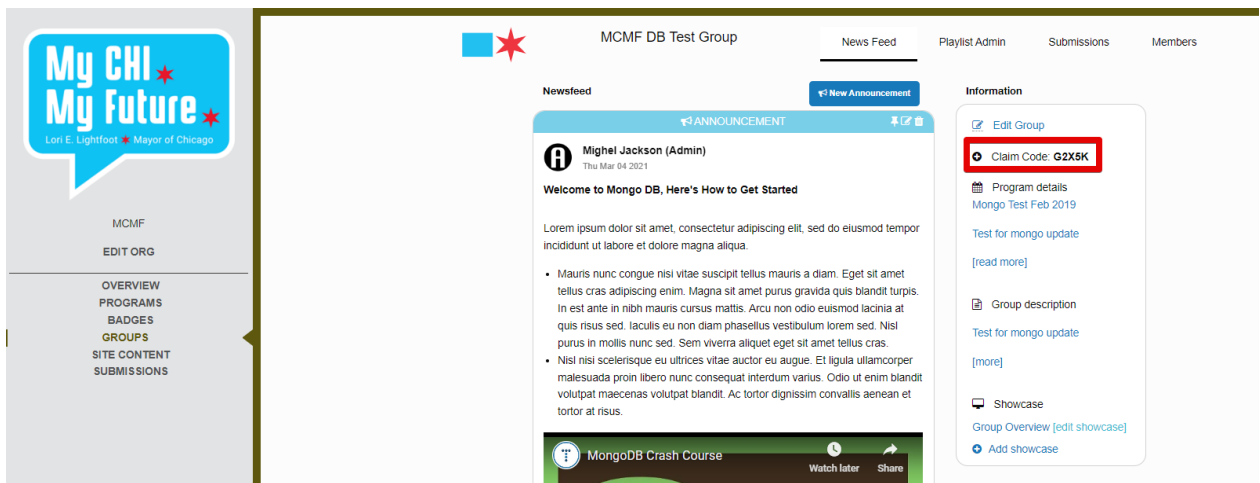 My CHI
My Future
Lori E. Lightfoot Mayor of Chicago
MCMF
EDIT ORG
OVERVIEW
PROGRAMS
BADGES
GROUPS
SITE CONTENT
SUBMISSIONS
MCMF DB Test Group
News Feed
Playlist Admin
Submissions
Members
Newsfeed
New Announcement
ANNOUNCEMENT
Mighel Jackson (Admin)
Thu Mar 04 2021
Welcome to Mongo DB, Here's How to Get Started
Lorem ipsum dolor sit amet, consectetur adipiscing elit, sed do eiusmod tempor
incididunt ut labore et dolore magna aliqua.
• Mauris nunc congue nisi vitae suscipit tellus mauris a diam. Eget sit amet
tellus cras adipiscing enim. Magna sit amet purus gravida quis blandit turpis.
In est ante in nibh mauris cursus mattis. Arcu non odio euismod lacinia at
quis risus sed. Iaculis eu non diam phasellus vestibulum lorem sed. Nisl
purus in mollis nunc sed. Sem viverra aliquet eget sit amet tellus cras.
• Nisl nisi scelerisque eu ultrices vitae auctor eu augue. Et ligula ullamcorper
malesuada proin libero nunc consequat interdum varius. Odio ut enim blandit
volutpat maecenas volutpat blandit. Ac tortor dignissim convallis aenean et
tortor at risus.
MongoDB Crash Course
Watch later
Share
Information
Edit Group
Claim Code: G2X5K
Program details
Mongo Test Feb 2019
Test for mongo update
[read more]
Group description
Test for mongo update
[more]
Showcase
Group Overview [edit showcase]
Add showcase